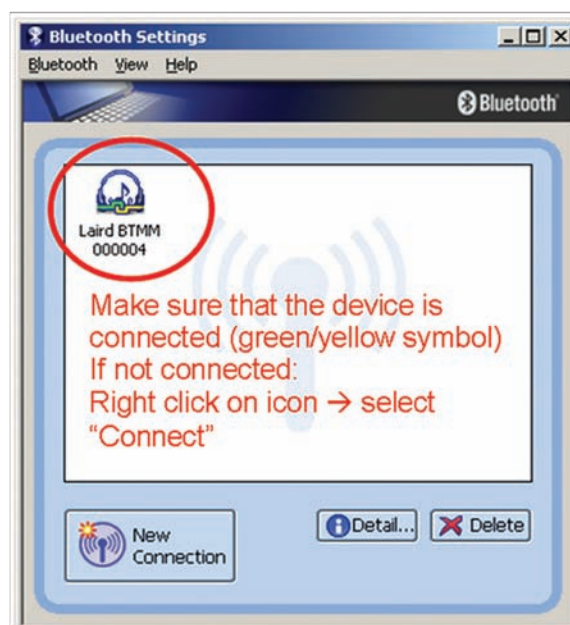 Bluetooth Settings
Bluetooth View Help
Bluetooth
Laird BTMM
000004
Make sure that the device is
connected (green/yellow symbol)
If not connected:
Right click on icon → select
“Connect”
New
Connection
Detail...
Delete